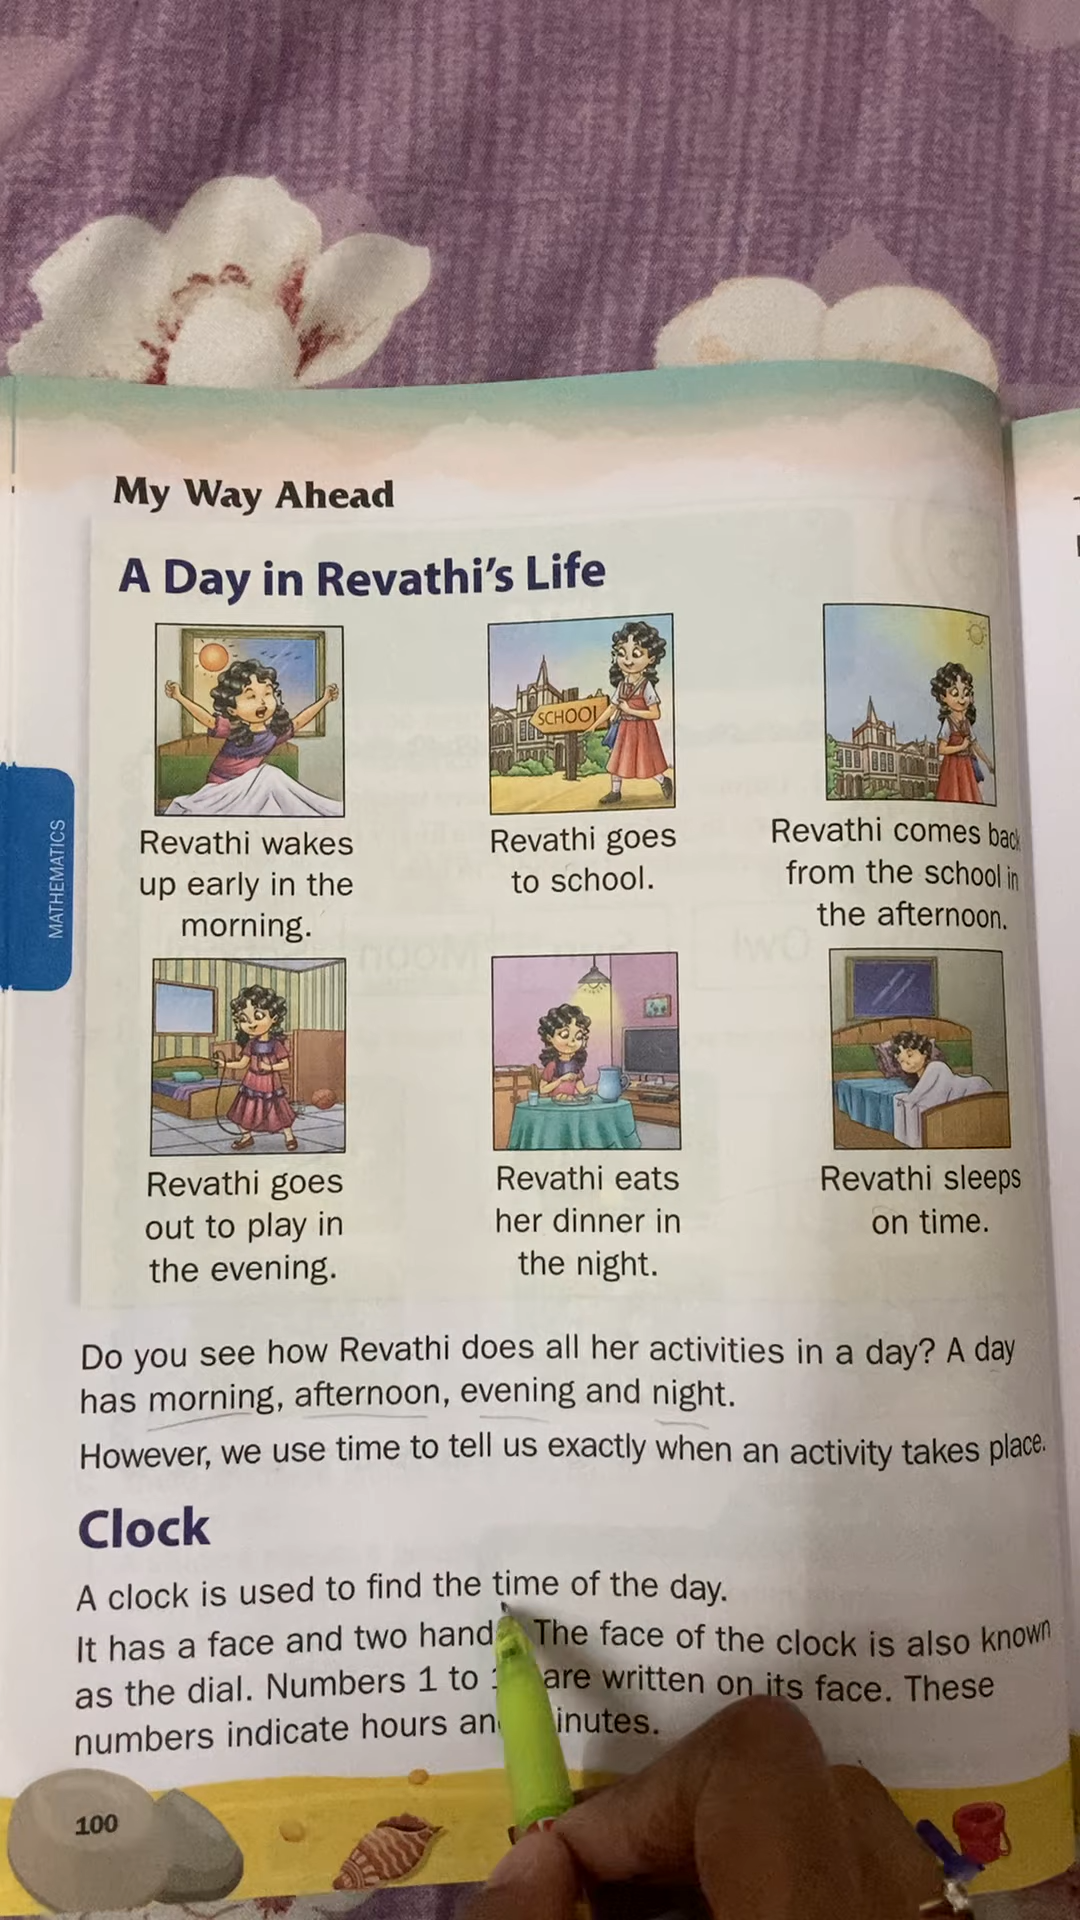 My Way Ahead
A Day in Revathi's Life
SCHOOL
Revathi wakes
up early in the
morning.
Revathi goes
to school.
Revathi comes back
from the school in
the afternoon.
MATHEMATICS
Revathi goes
out to play in
the evening.
Revathi eats
her dinner in
the night.
Revathi sleeps
on time.
Do you see how Revathi does all her activities in a day? A day
has morning, afternoon, evening and night.
However, we use time to tell us exactly when an activity takes place.
Clock
A clock is used to find the time of the day.
It has a face and two hand The face of the clock is also known
as the dial. Numbers 1 to are written on its face. These
numbers indicate hours an inutes.
100